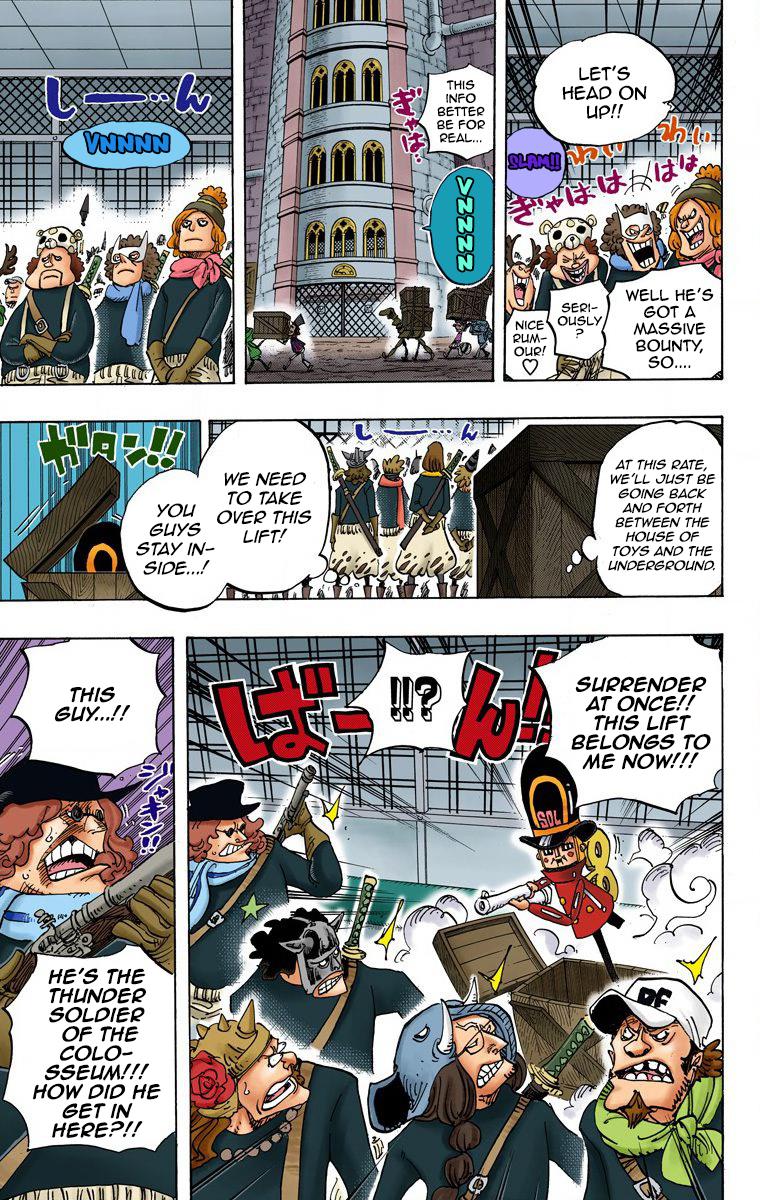 LET'S
HEAD ON
UP!!
SLAM!!
わい
わい
ぎゃはは
はは
NICE
RUM-
OUR!♡
SERI-
OUSLY
?
WELL HE'S
GOT A
MASSIVE
BOUNTY,
SO....
THIS
INFO
BETTER
BE FOR
REAL...
ぎゃは
VNNNN
しーん
VNNNN
AT THIS RATE,
WE'LL JUST BE
GOING BACK
AND FORTH
BETWEEN THE
HOUSE OF
TOYS AND THE
UNDERGROUND.
しーん
WE NEED
TO TAKE
OVER THIS
LIFT!
YOU
GUYS
STAY IN-
SIDE...!
ガタン!!
SURRENDER
AT ONCE!!
THIS LIFT
BELONGS TO
ME NOW!!!
!!?
ばーん!!
SOL
THIS
GUY...!!
ジャキン!!
HE'S THE
THUNDER
SOLDIER
OF THE
COLO-
SSEUM!!!
HOW DID HE
GET IN
HERE?!!